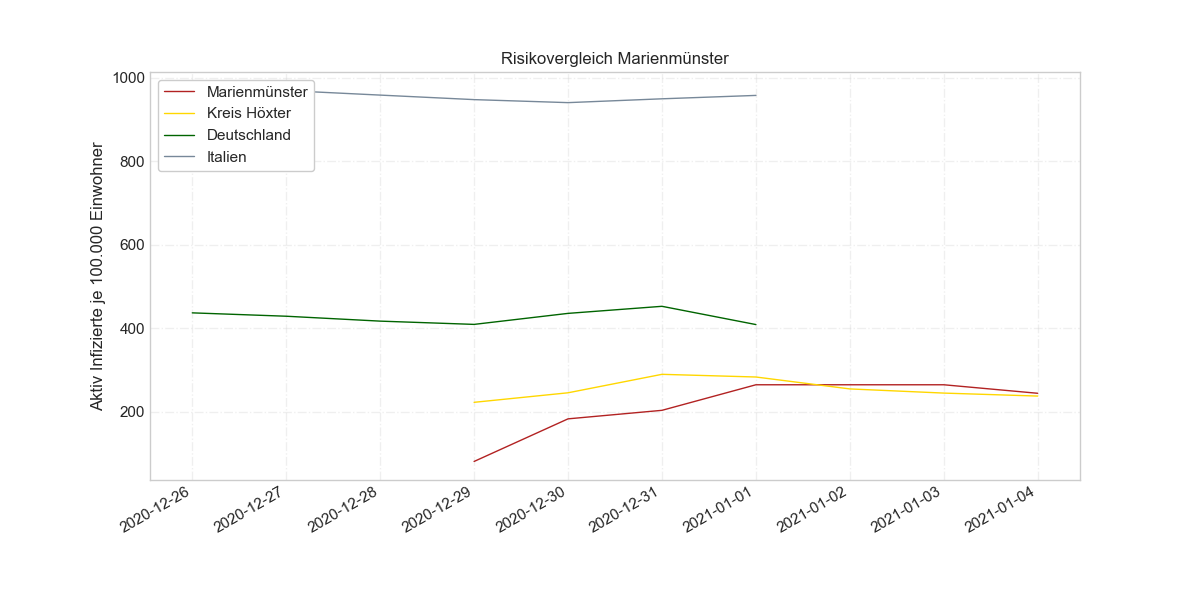 Risikovergleich Marienmünster
Aktiv Infizierte je 100.000 Einwohner
1000
800
600
400
200
Marienmünster
Kreis Höxter
Deutschland
Italien
2020-12-26
2020-12-27
2020-12-28
2020-12-29
2020-12-30
2020-12-31
2021-01-01
2021-01-02
2021-01-03
2021-01-04